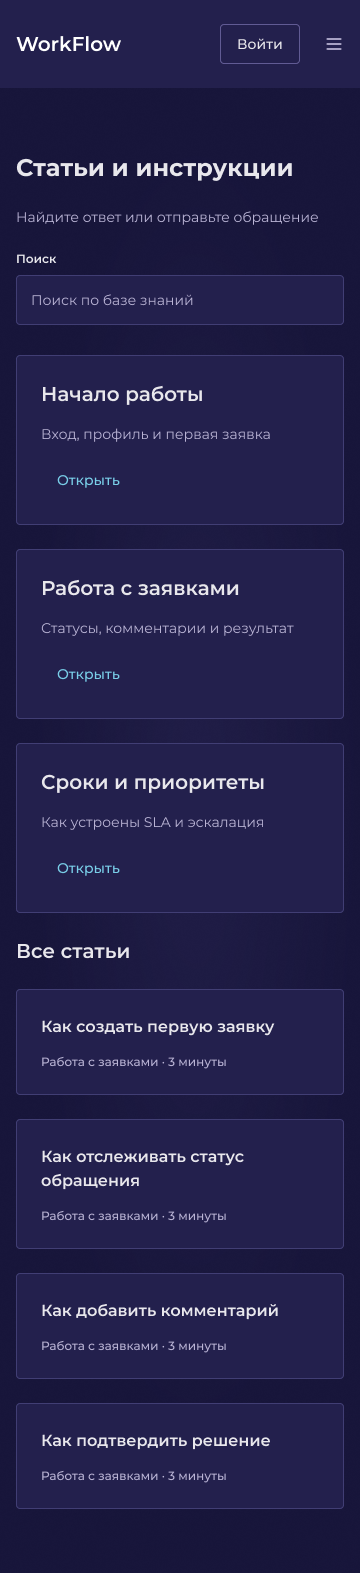 WorkFlow
Войти
Статьи и инструкции
Найдите ответ или отправьте обращение
Поиск
Поиск по базе знаний
Начало работы
Вход, профиль и первая заявка
Открыть
Работа с заявками
Статусы, комментарии и результат
Открыть
Сроки и приоритеты
Как устроены SLA и эскалация
Открыть
Все статьи
Как создать первую заявку
Работа с заявками · 3 минуты
Как отслеживать статус
обращения
Работа с заявками · 3 минуты
Как добавить комментарий
Работа с заявками · 3 минуты
Как подтвердить решение
Работа с заявками · 3 минуты